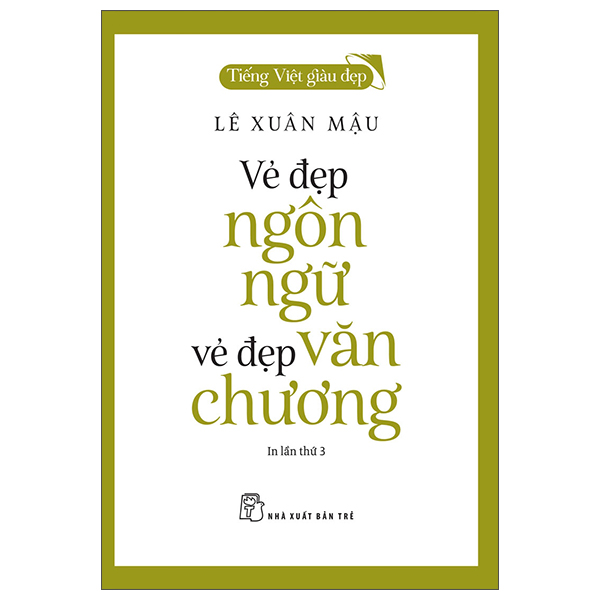 Tiếng Việt giàu đẹp
LÊ XUÂN MẬU
Vẻ đẹp
ngôn
ngữ
vẻ đẹp văn
chương
In lần thứ 3
NHÀ XUẤT BẢN TRẺ